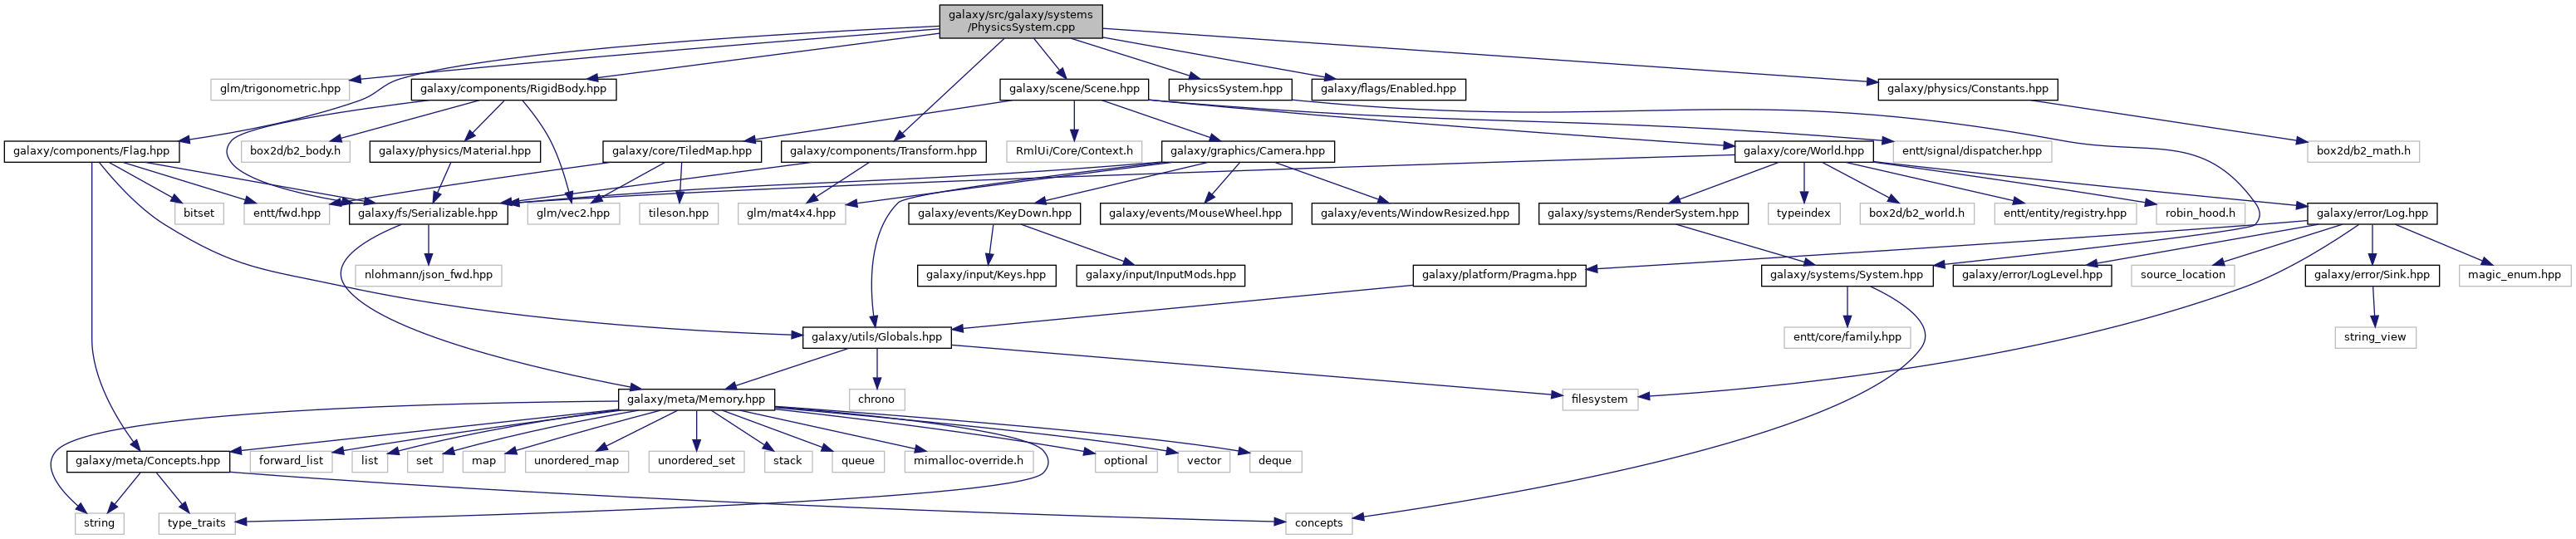 galaxy/src/galaxy/systems
/PhysicsSystem.cpp
glm/trigonometric.hpp
galaxy/components/RigidBody.hpp
galaxy/scene/Scene.hpp
PhysicsSystem.hpp
galaxy/flags/Enabled.hpp
galaxy/physics/Constants.hpp
galaxy/components/Flag.hpp
box2d/b2_body.h
galaxy/physics/Material.hpp
galaxy/core/TiledMap.hpp
galaxy/components/Transform.hpp
RmlUi/Core/Context.h
galaxy/graphics/Camera.hpp
galaxy/core/World.hpp
entt/signal/dispatcher.hpp
box2d/b2_math.h
bitset
entt/fwd.hpp
galaxy/fs/Serializable.hpp
glm/vec2.hpp
tileson.hpp
glm/mat4x4.hpp
galaxy/events/KeyDown.hpp
galaxy/events/MouseWheel.hpp
galaxy/events/WindowResized.hpp
galaxy/systems/RenderSystem.hpp
typeindex
box2d/b2_world.h
entt/entity/registry.hpp
robin_hood.h
galaxy/error/Log.hpp
nlohmann/json_fwd.hpp
galaxy/input/Keys.hpp
galaxy/input/InputMods.hpp
galaxy/platform/Pragma.hpp
galaxy/systems/System.hpp
galaxy/error/LogLevel.hpp
source_location
galaxy/error/Sink.hpp
magic_enum.hpp
galaxy/utils/Globals.hpp
entt/core/family.hpp
string_view
galaxy/meta/Memory.hpp
chrono
filesystem
galaxy/meta/Concepts.hpp
forward_list
list
set
map
unordered_map
unordered_set
stack
queue
mimalloc-override.h
optional
vector
deque
string
type_traits
concepts